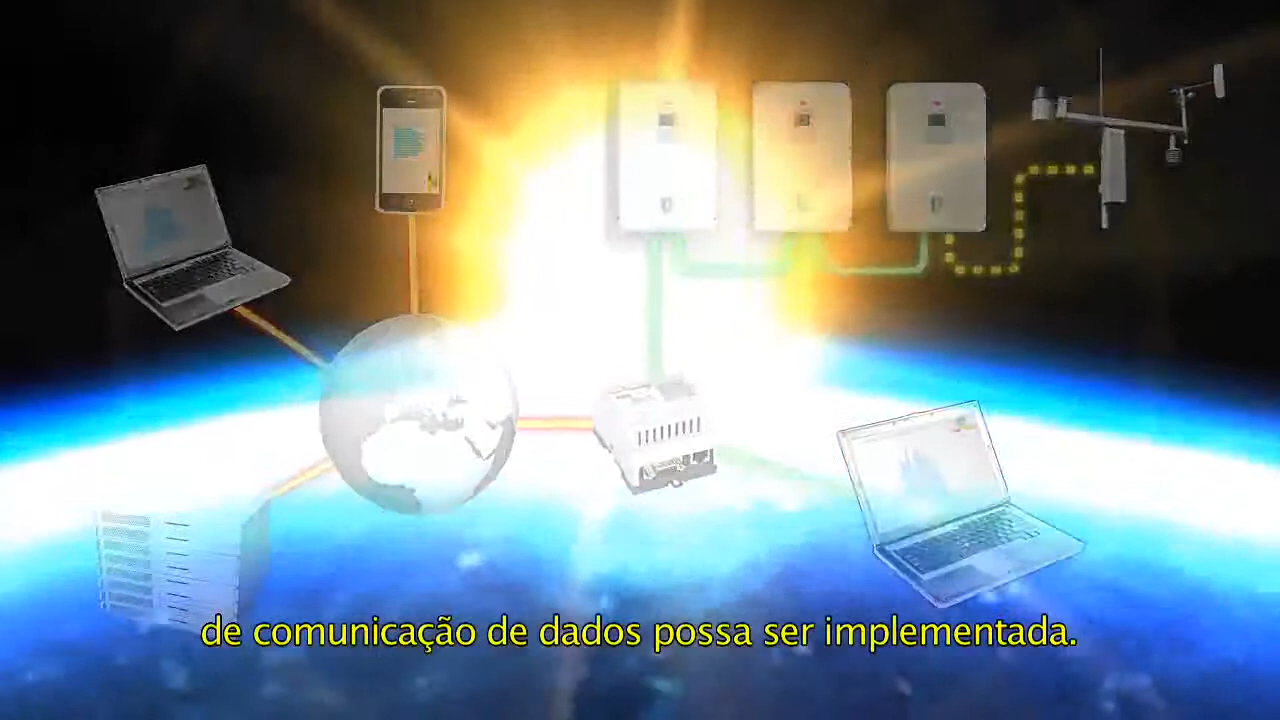 de comunicação de dados possa ser implementada.